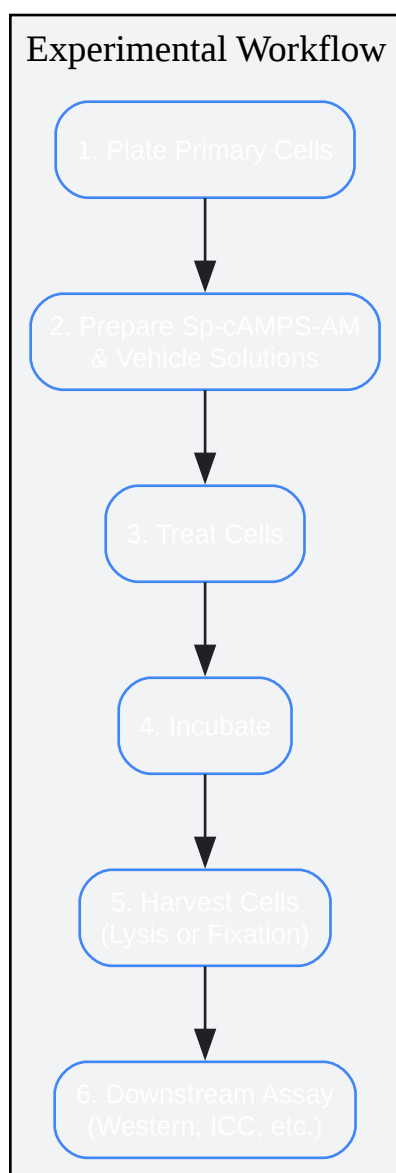 Experimental Workflow
1. Plate Primary Cells
2. Prepare Sp-cAMPS-AM
& Vehicle Solutions
3. Treat Cells
4. Incubate
5. Harvest Cells
(Lysis or Fixation)
6. Downstream Assay
(Western, ICC, etc.)